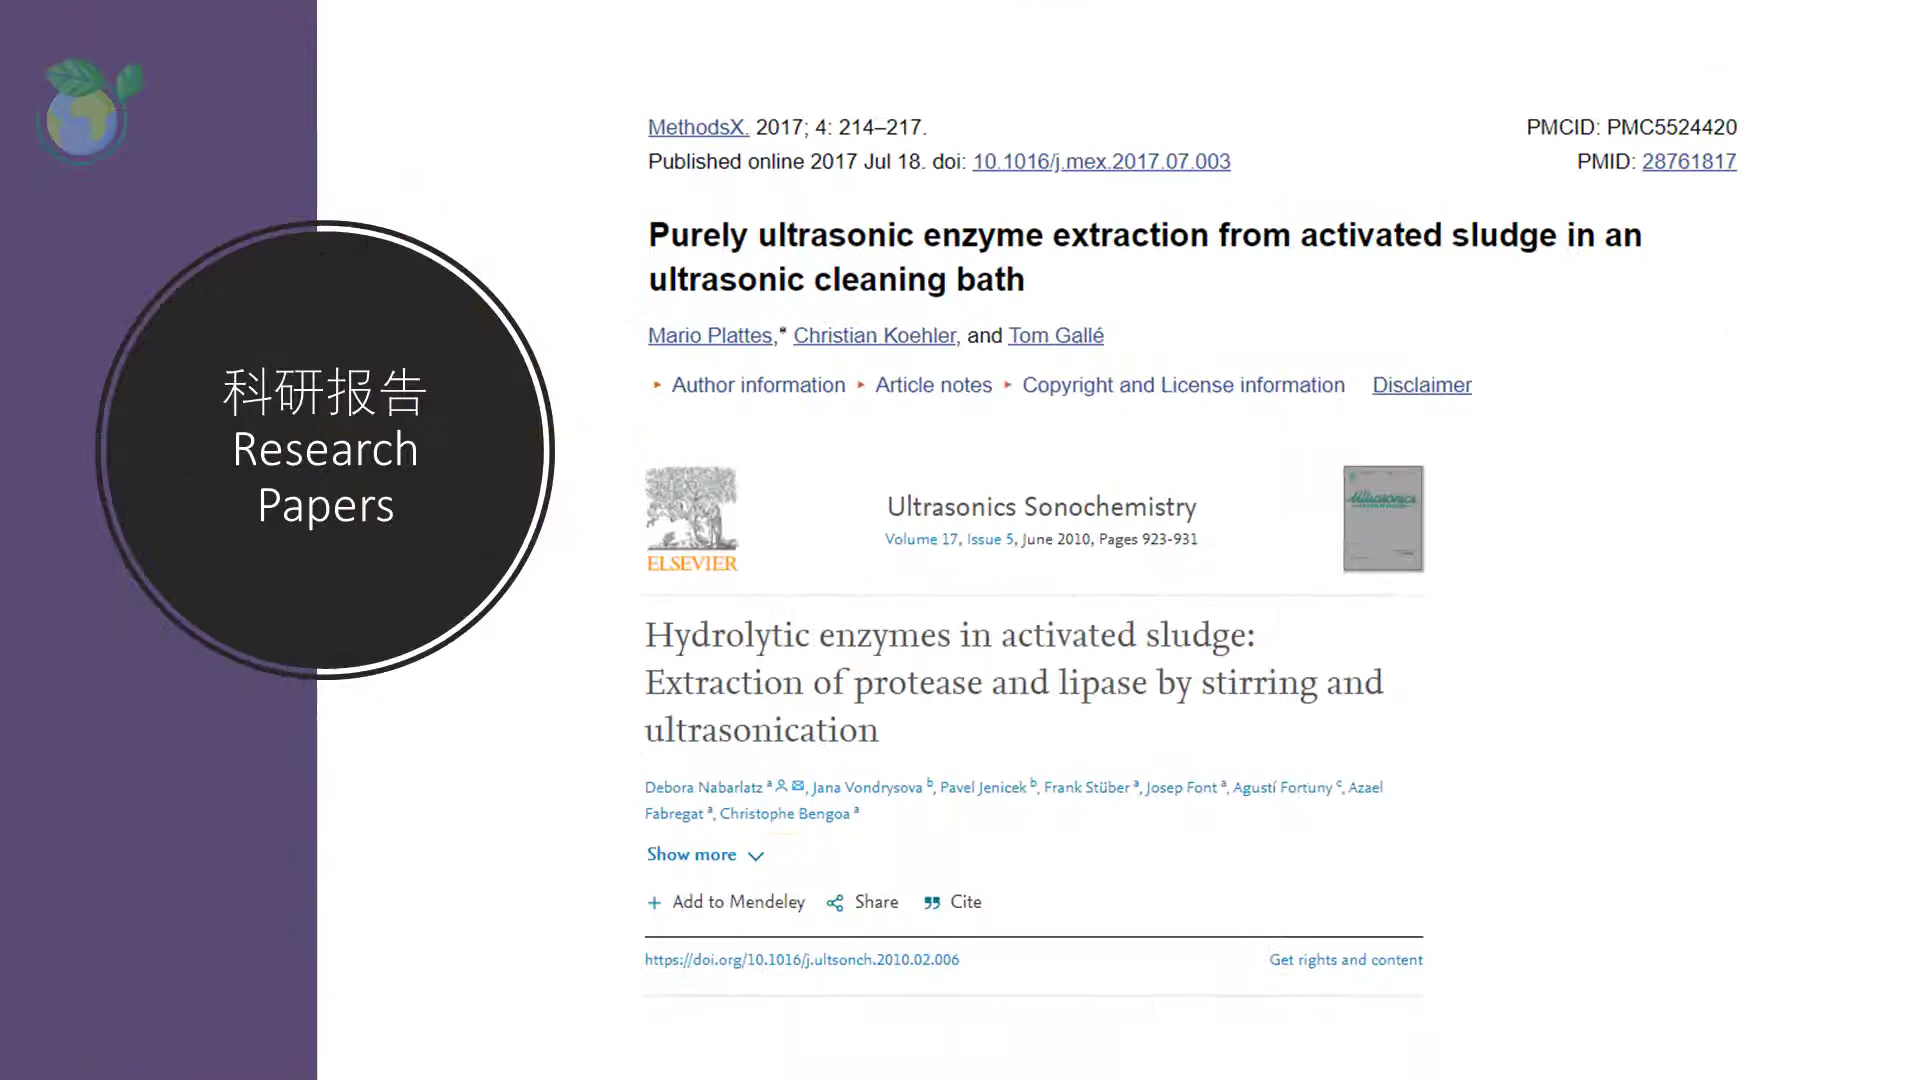 科研报告
Research
Papers
MethodsX. 2017; 4: 214–217.
PMCID: PMC5524420
Published online 2017 Jul 18. doi: 10.1016/j.mex.2017.07.003
PMID: 28761817
Purely ultrasonic enzyme extraction from activated sludge in an
ultrasonic cleaning bath
Mario Plattes,* Christian Koehler, and Tom Gallé
Author information Article notes Copyright and License information Disclaimer
ELSEVIER
Ultrasonics Sonochemistry
Volume 17, Issue 5, June 2010, Pages 923-931
Ultrasonics
Hydrolytic enzymes in activated sludge:
Extraction of protease and lipase by stirring and
ultrasonication
Debora Nabarlatz a, Jana Vondrysova b, Pavel Jenicek b, Frank Stüber a, Josep Font a, Agustí Fortuny c, Azael
Fabregat a, Christophe Bengoa a
Show more
+ Add to Mendeley Share Cite
https://doi.org/10.1016/j.ultsonch.2010.02.006
Get rights and content